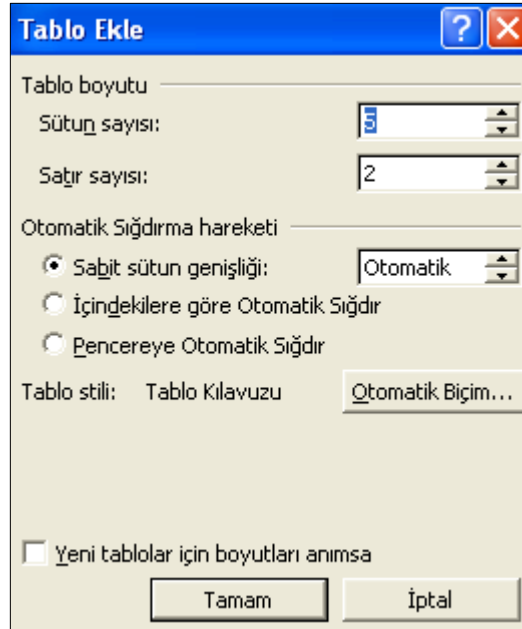 Tablo Ekle
Tablo boyutu
Sütun sayısı: 5
Satır sayısı: 2
Otomatik Sığdırma hareketi
Sabit sütun genişliği: Otomatik
İçindekilere göre Otomatik Sığdır
Pencereye Otomatik Sığdır
Tablo stili: Tablo Kılavuzu Otomatik Biçim...
Yeni tablolar için boyutları anımsa
Tamam İptal